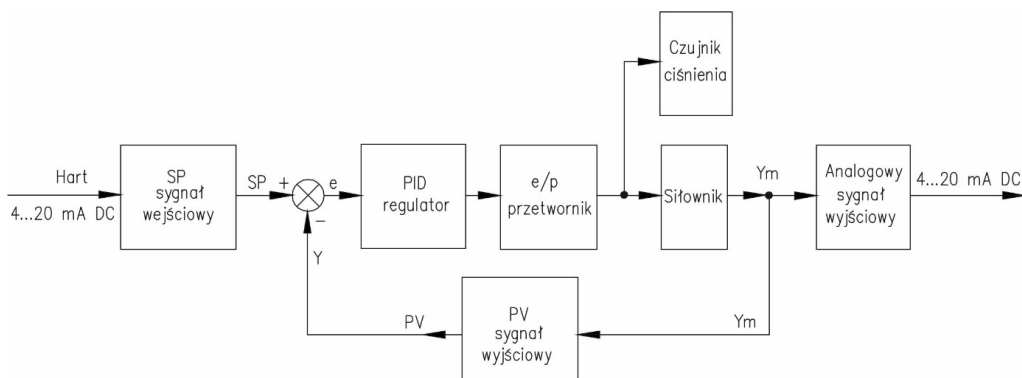 Czujnik
ciśnienia
Hart
4...20 mA DC
SP
sygnał
wejściowy
SP
+
−
e
PID
regulator
e/p
przetwornik
Siłownik
Ym
Analogowy
sygnał
wyjściowy
4...20 mA DC
Y
PV
PV
sygnał
wyjściowy
Ym